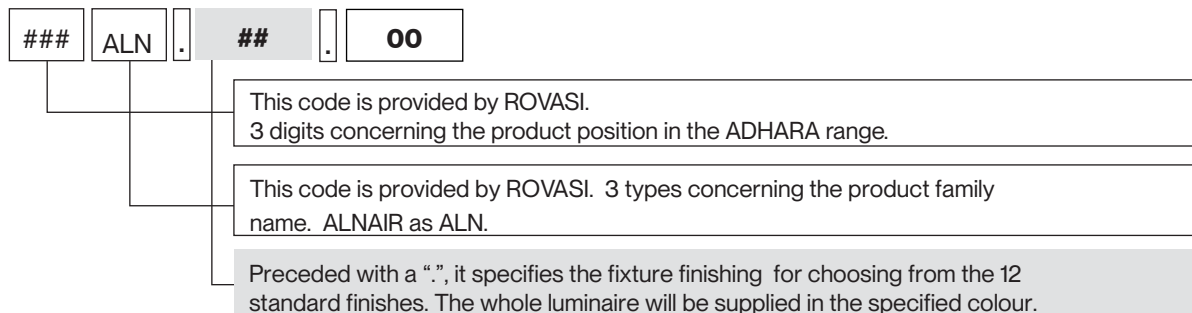 ### ALN . ## . 00
This code is provided by ROVASI.
3 digits concerning the product position in the ADHARA range.
This code is provided by ROVASI. 3 types concerning the product family
name. ALNAIR as ALN.
Preceded with a “.”, it specifies the fixture finishing for choosing from the 12
standard finishes. The whole luminaire will be supplied in the specified colour.